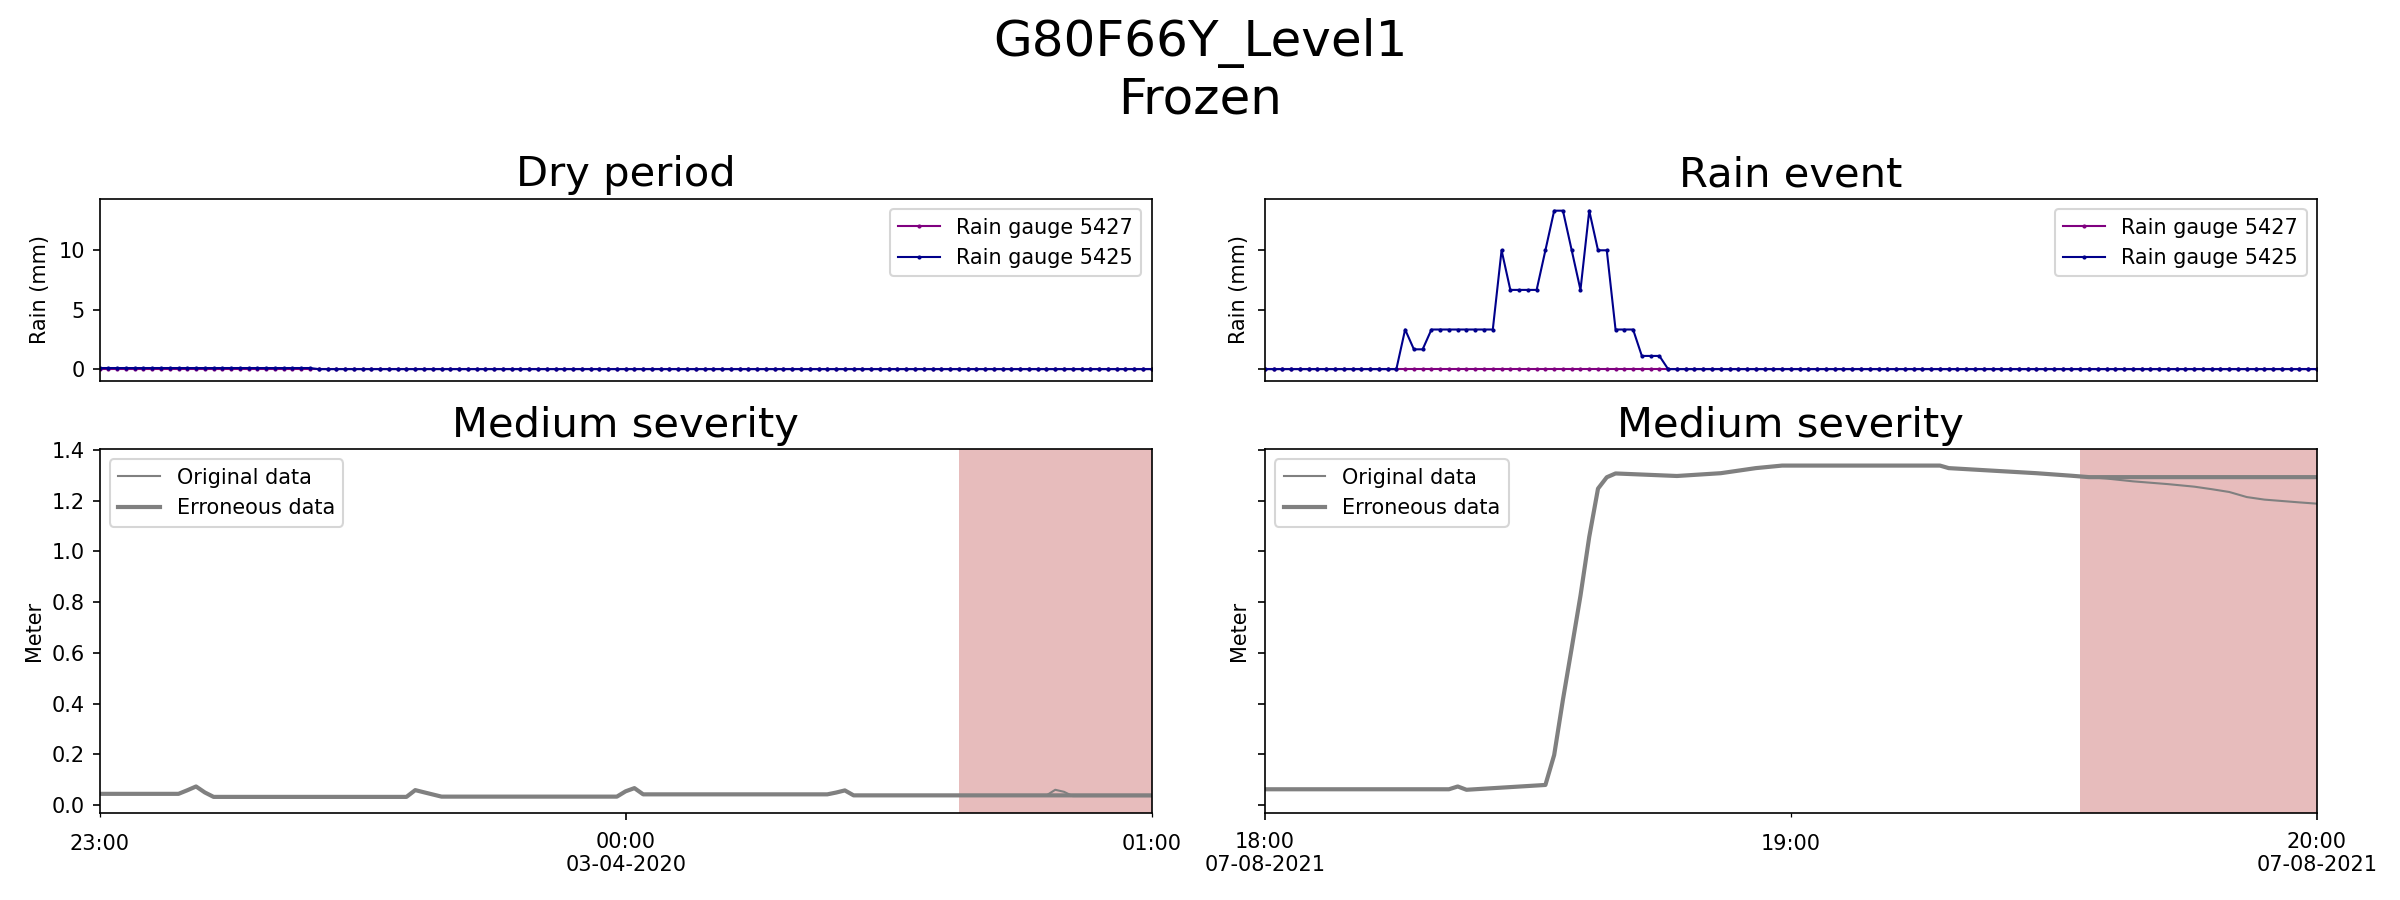 G80F66Y_Level1
Frozen
Dry period
Rain event
Rain (mm)
10
5
0
Rain gauge 5427
Rain gauge 5425
Rain (mm)
Rain gauge 5427
Rain gauge 5425
Medium severity
Medium severity
Meter
1.4
1.2
1.0
0.8
0.6
0.4
0.2
0.0
Original data
Erroneous data
Meter
Original data
Erroneous data
23:00
00:00
03-04-2020
01:00
18:00
07-08-2021
19:00
20:00
07-08-2021